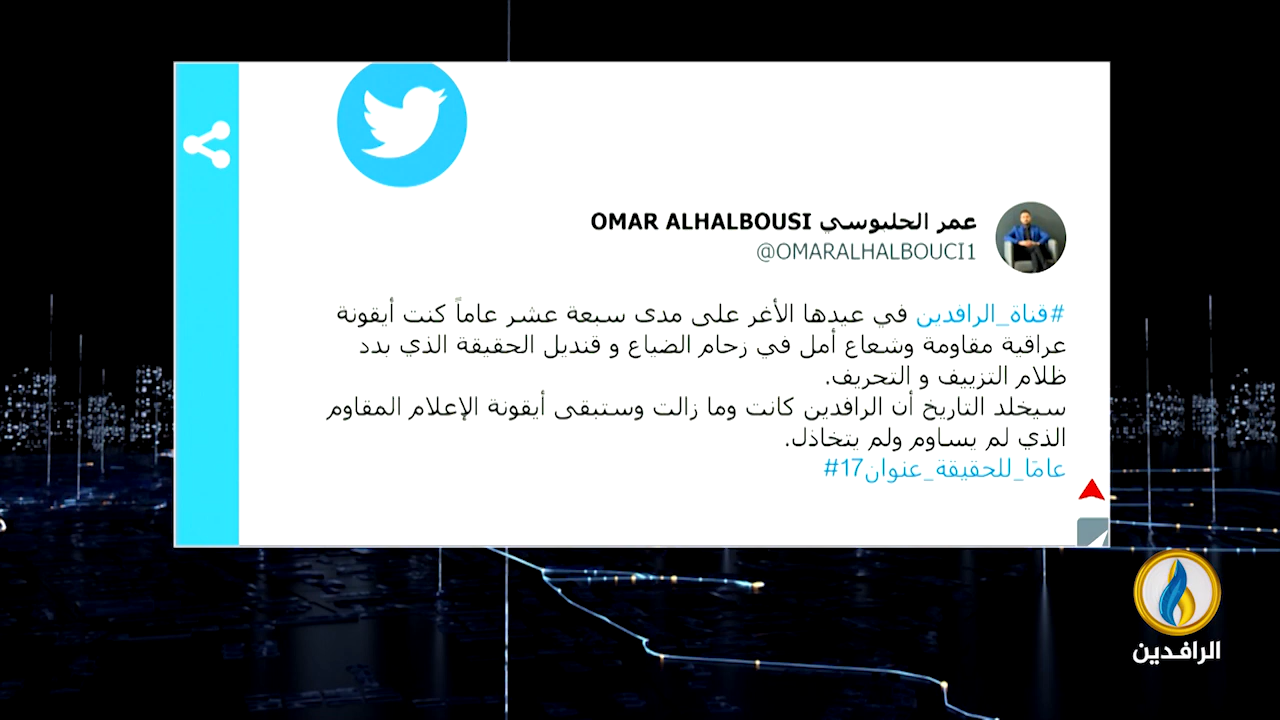 عمر الحلبوسي OMAR ALHALBOUSI
@OMARALHALBOUCI1
#قناة_الرافدين في عيدها الأغر على مدى سبعة عشر عاماً كنت أيقونة
عراقية مقاومة وشعاع أمل في زحام الضياع و قنديل الحقيقة الذي بدد
ظلام التزييف و التحريف.
سيخلد التاريخ أن الرافدين كانت وما زالت وستبقى أيقونة الإعلام المقاوم
الذي لم يساوم ولم يتخاذل.
#17عامًا_للحقيقة_عنوان
الرافدين